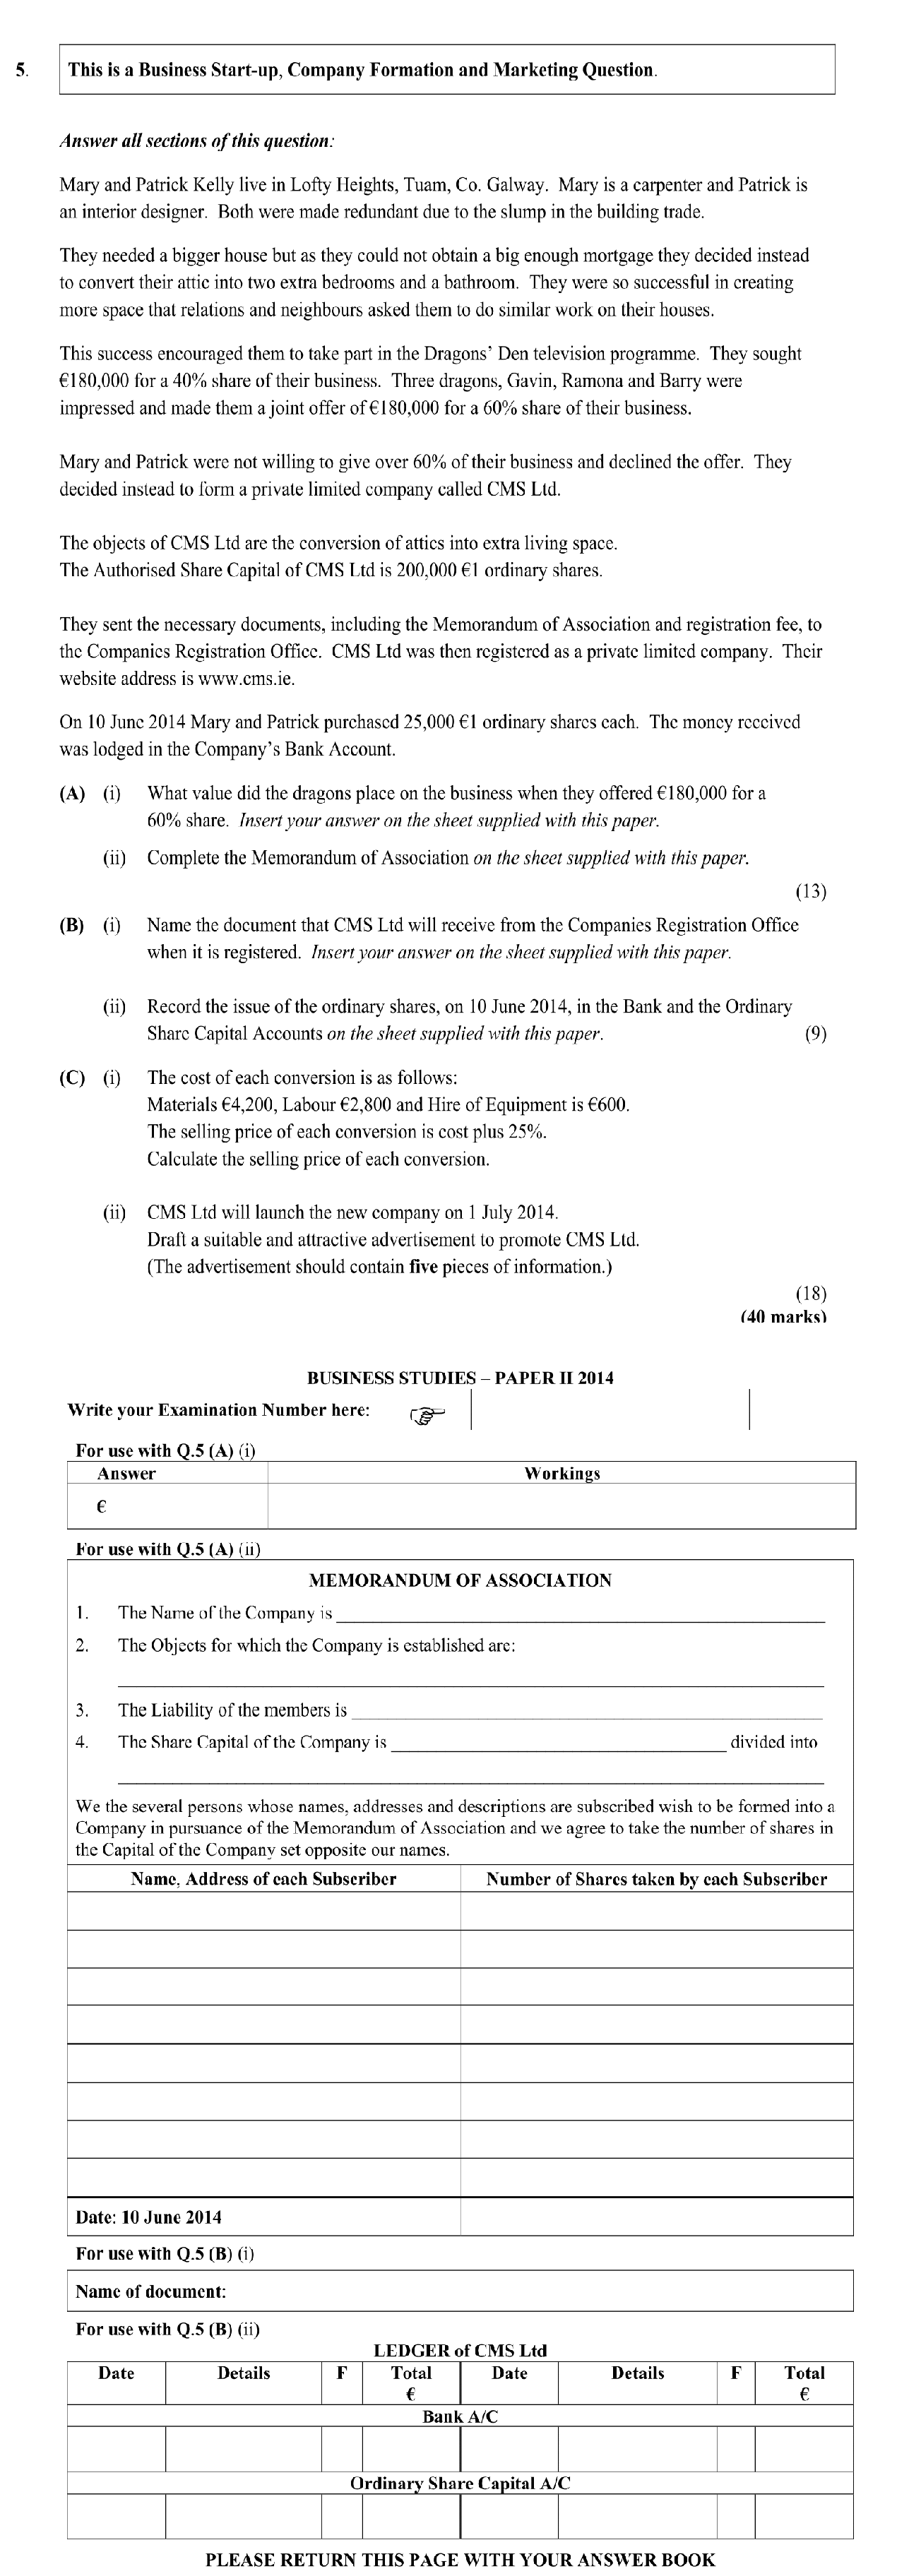 5.
This is a Business Start-up, Company Formation and Marketing Question.
Answer all sections of this question:
Mary and Patrick Kelly live in Lofty Heights, Tuam, Co. Galway. Mary is a carpenter and Patrick is
an interior designer. Both were made redundant due to the slump in the building trade.
They needed a bigger house but as they could not obtain a big enough mortgage they decided instead
to convert their attic into two extra bedrooms and a bathroom. They were so successful in creating
more space that relations and neighbours asked them to do similar work on their houses.
This success encouraged them to take part in the Dragons' Den television programme. They sought
€180,000 for a 40% share of their business. Three dragons, Gavin, Ramona and Barry were
impressed and made them a joint offer of €180,000 for a 60% share of their business.
Mary and Patrick were not willing to give over 60% of their business and declined the offer. They
decided instead to form a private limited company called CMS Ltd.
The objects of CMS Ltd are the conversion of attics into extra living space.
The Authorised Share Capital of CMS Ltd is 200,000 €1 ordinary shares.
They sent the necessary documents, including the Memorandum of Association and registration fee, to
the Companies Registration Office. CMS Ltd was then registered as a private limited company. Their
website address is www.cms.ie.
On 10 June 2014 Mary and Patrick purchased 25,000 €1 ordinary shares each. The money received
was lodged in the Company's Bank Account.
(A) (i) What value did the dragons place on the business when they offered €180,000 for a
60% share. Insert your answer on the sheet supplied with this paper.
(ii) Complete the Memorandum of Association on the sheet supplied with this paper.
(13)
(B) (i) Name the document that CMS Ltd will receive from the Companies Registration Office
when it is registered. Insert your answer on the sheet supplied with this paper.
(ii) Record the issue of the ordinary shares, on 10 June 2014, in the Bank and the Ordinary
Share Capital Accounts on the sheet supplied with this paper. (9)
(C) (i) The cost of each conversion is as follows:
Materials €4,200, Labour €2,800 and Hire of Equipment is €600.
The selling price of each conversion is cost plus 25%.
Calculate the selling price of each conversion.
(ii) CMS Ltd will launch the new company on 1 July 2014.
Draft a suitable and attractive advertisement to promote CMS Ltd.
(The advertisement should contain five pieces of information.)
(18)
(40 marks)
BUSINESS STUDIES – PAPER II 2014
Write your Examination Number here:
For use with Q.5 (A) (i)
Answer Workings
€
For use with Q.5 (A) (ii)
MEMORANDUM OF ASSOCIATION
1. The Name of the Company is
2. The Objects for which the Company is established are:
3. The Liability of the members is
4. The Share Capital of the Company is divided into
We the several persons whose names, addresses and descriptions are subscribed wish to be formed into a
Company in pursuance of the Memorandum of Association and we agree to take the number of shares in
the Capital of the Company set opposite our names.
Name, Address of each Subscriber Number of Shares taken by each Subscriber
Date: 10 June 2014
For use with Q.5 (B) (i)
Name of document:
For use with Q.5 (B) (ii)
LEDGER of CMS Ltd
Date Details F Total Date Details F Total
€ €
Bank A/C
Ordinary Share Capital A/C
PLEASE RETURN THIS PAGE WITH YOUR ANSWER BOOK